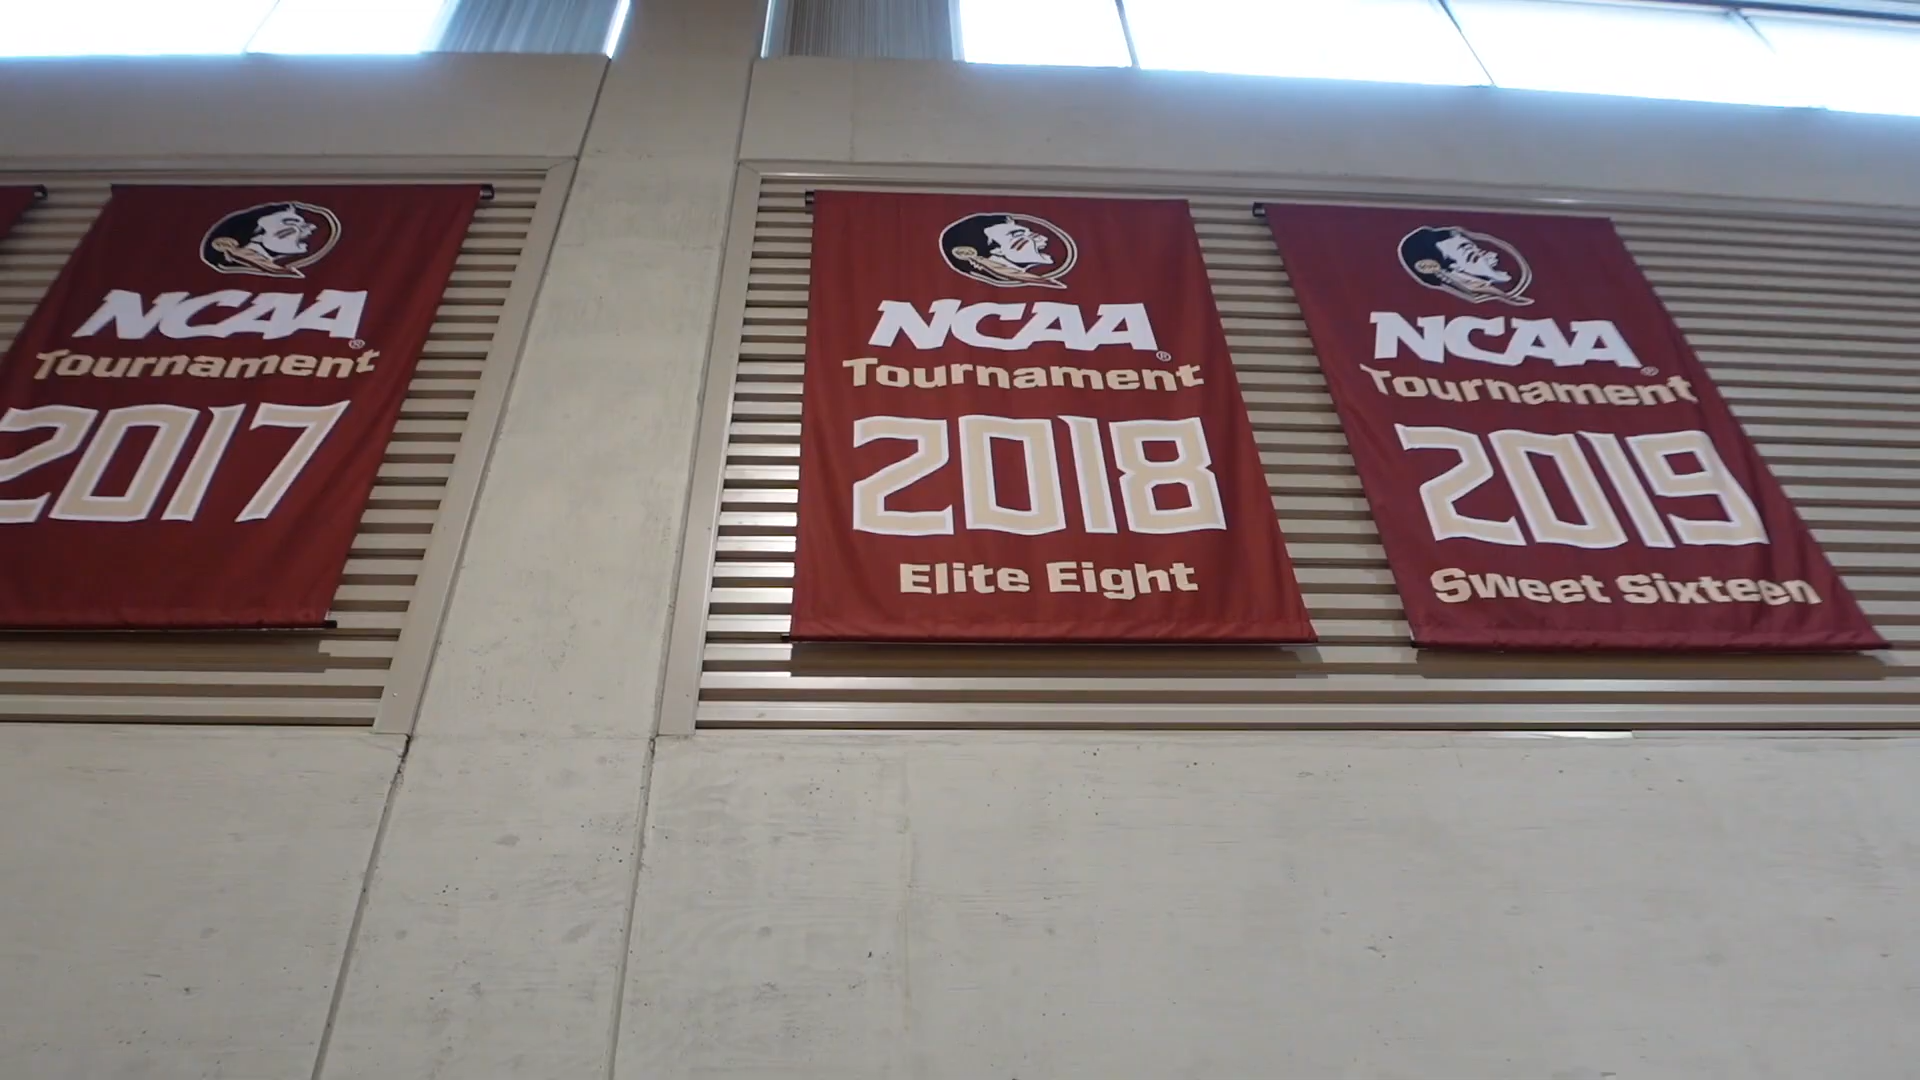 NCAA®
Tournament
2017
NCAA®
Tournament
2018
Elite Eight
NCAA®
Tournament
2019
Sweet Sixteen